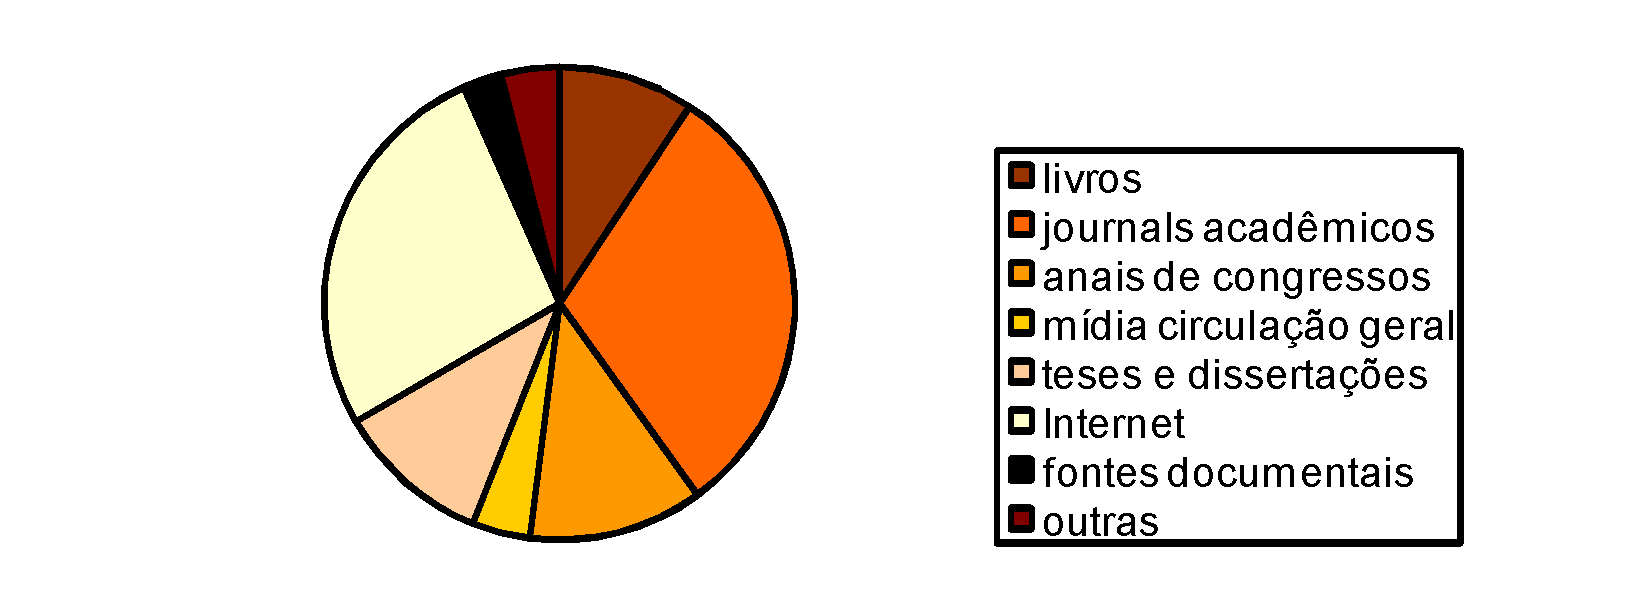 livros
journals acadêmicos
anais de congressos
mídia circulação geral
teses e dissertações
Internet
fontes documentais
outras